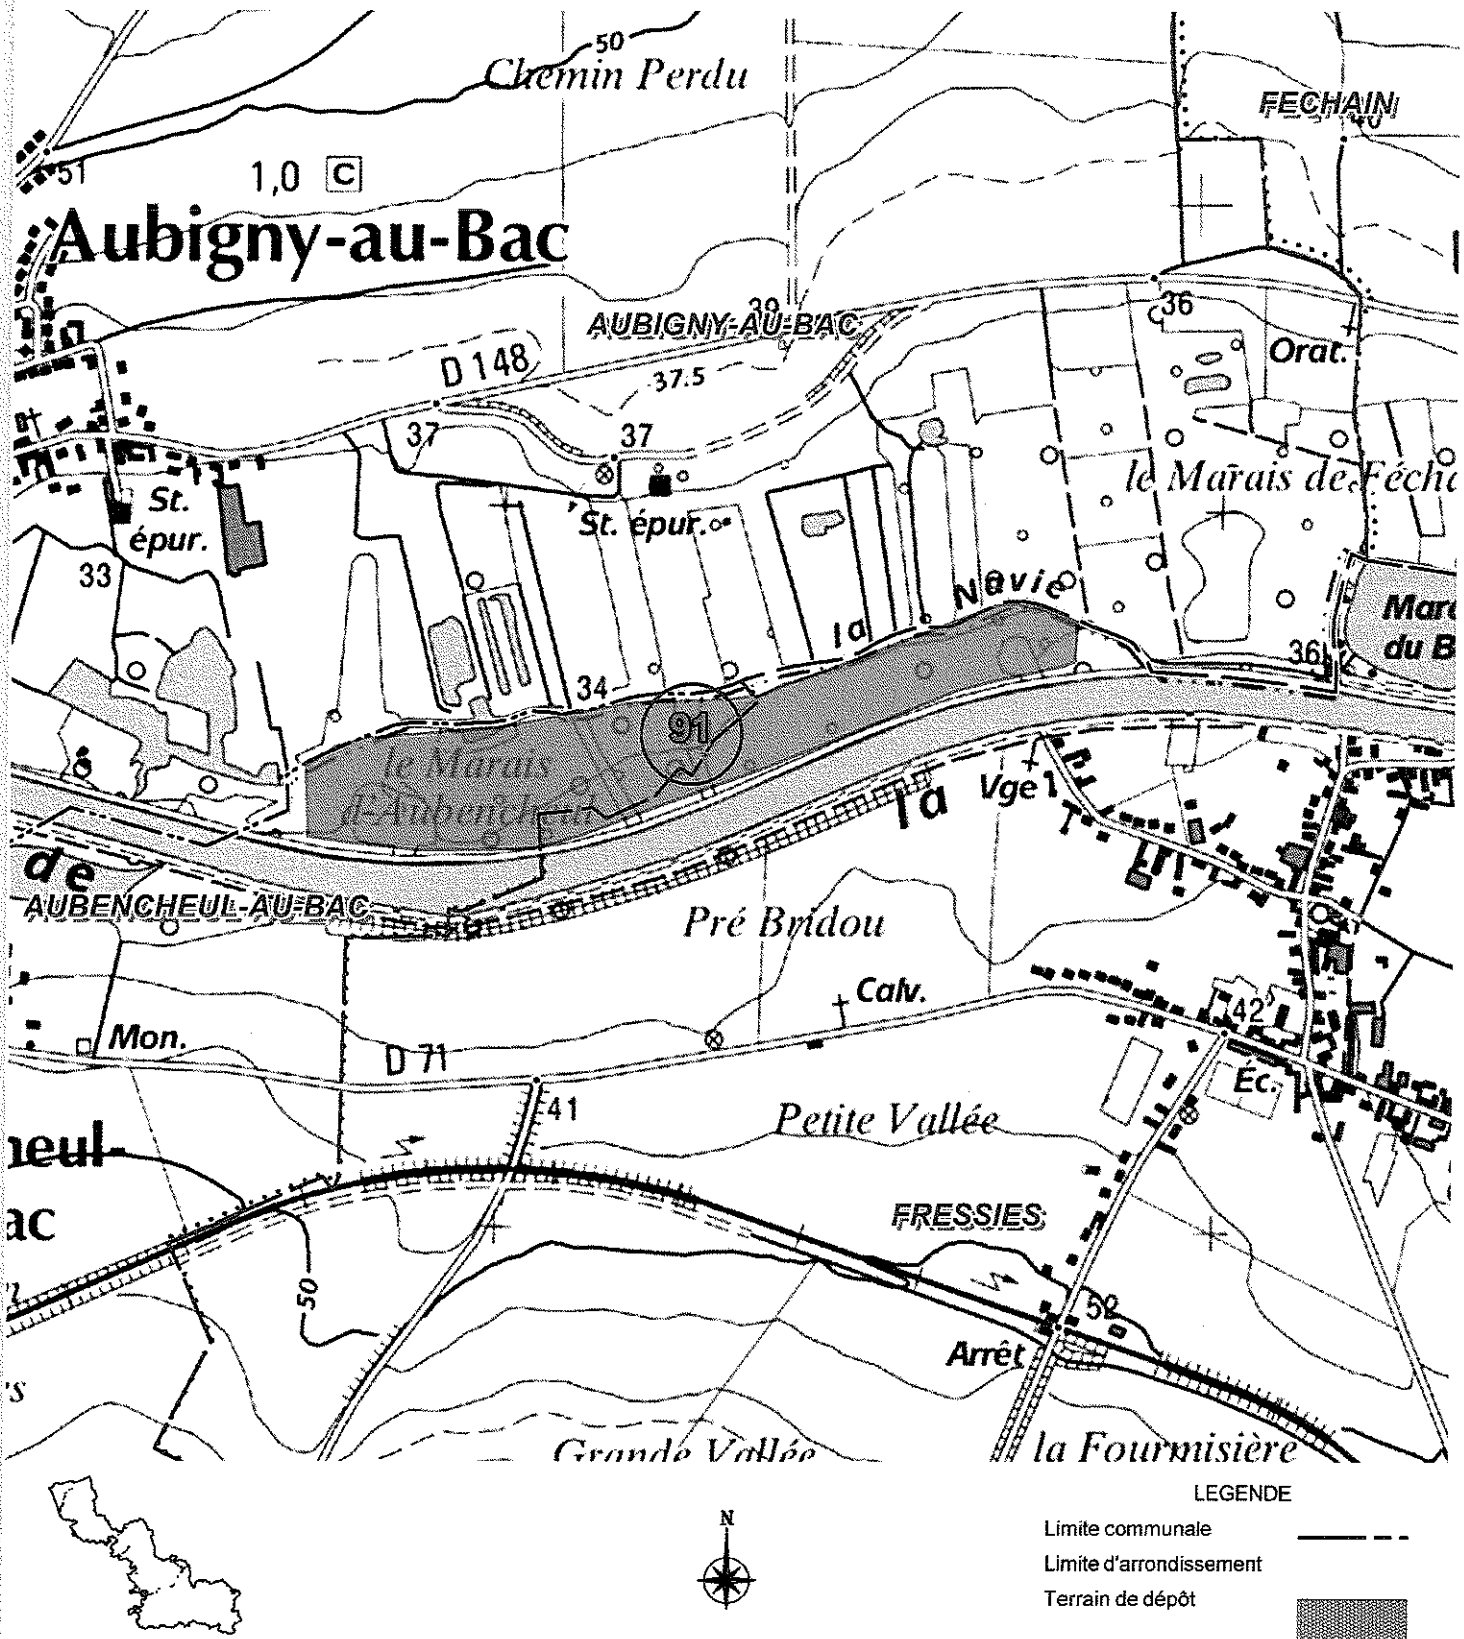 50
Chemin Perdu
FECHAIN
40
51
1,0 C
Aubigny-au-Bac
39
36
AUBIGNY-AU-BAC
D 148
37.5
Orat.
37
37
le Marais de Fécha
St.
épur.
St. épur.
33
la Navie
Mare
du B
36
34
91
le Marais
d'Aubencheul
Vge
la
de
AUBENCHEUL-AU-BAC
Pré Bridou
Calv.
42
Mon.
D 71
Éc.
41
Petite Vallée
heul-
ac
FRESSIES
50
52
Arrêt
Grande Vallée
la Fourmisière
LEGENDE
N
Limite communale
Limite d'arrondissement
Terrain de dépôt